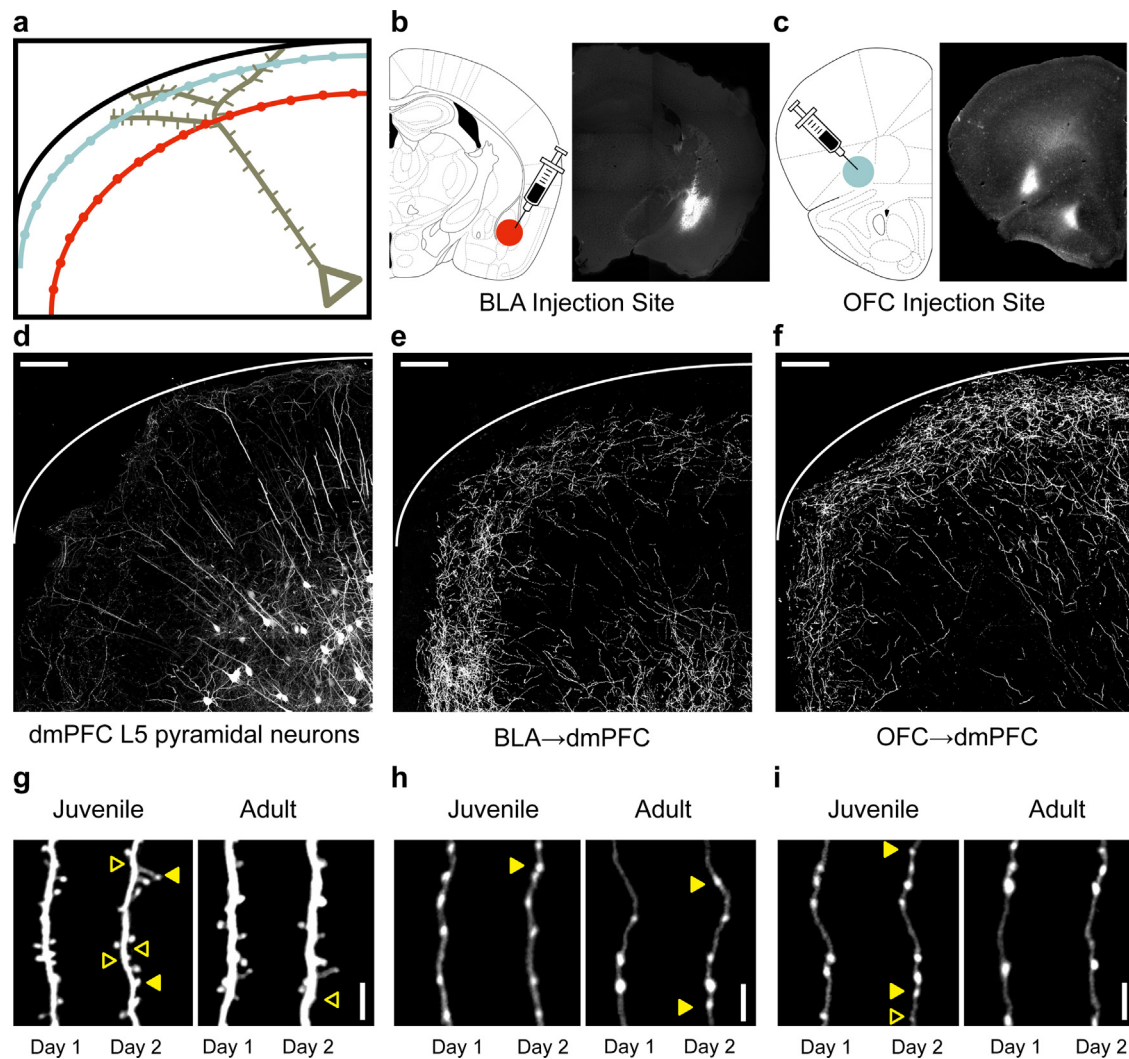 a
b
c
BLA Injection Site
OFC Injection Site
d
e
f
dmPFC L5 pyramidal neurons
BLA→dmPFC
OFC→dmPFC
g
h
i
Juvenile
Adult
Juvenile
Adult
Juvenile
Adult
Day 1
Day 2
Day 1
Day 2
Day 1
Day 2
Day 1
Day 2
Day 1
Day 2
Day 1
Day 2